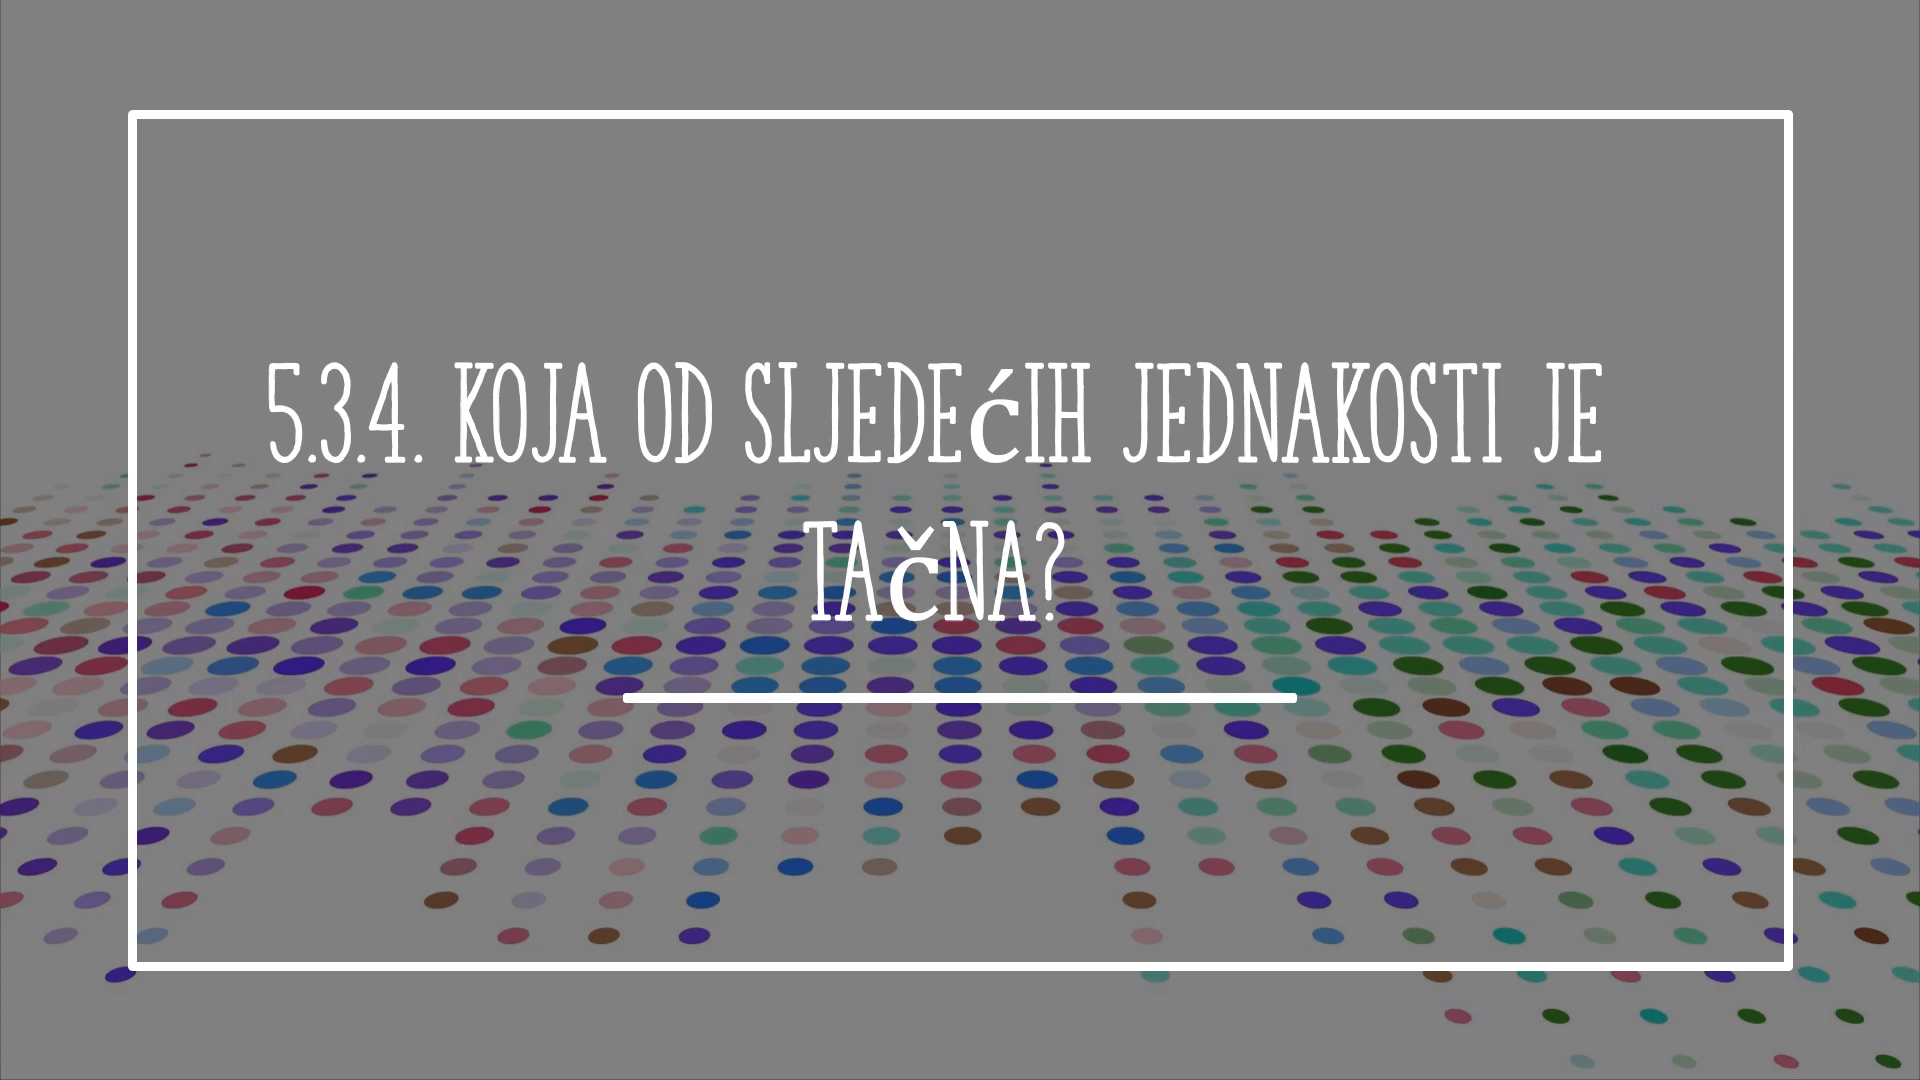 5.3.4. KOJA OD SLJEDEćIH JEDNAKOSTI JE
TAčNA?